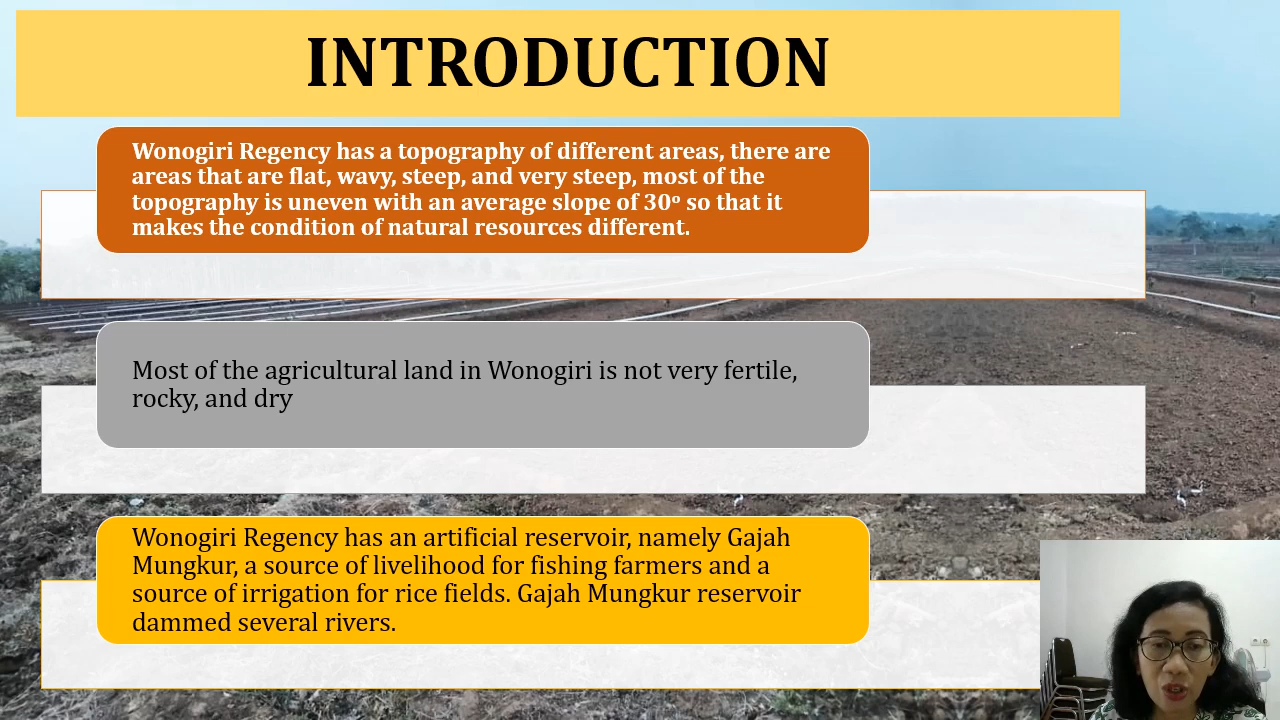 INTRODUCTION
Wonogiri Regency has a topography of different areas, there are
areas that are flat, wavy, steep, and very steep, most of the
topography is uneven with an average slope of 30º so that it
makes the condition of natural resources different.
Most of the agricultural land in Wonogiri is not very fertile,
rocky, and dry
Wonogiri Regency has an artificial reservoir, namely Gajah
Mungkur, a source of livelihood for fishing farmers and a
source of irrigation for rice fields. Gajah Mungkur reservoir
dammed several rivers.